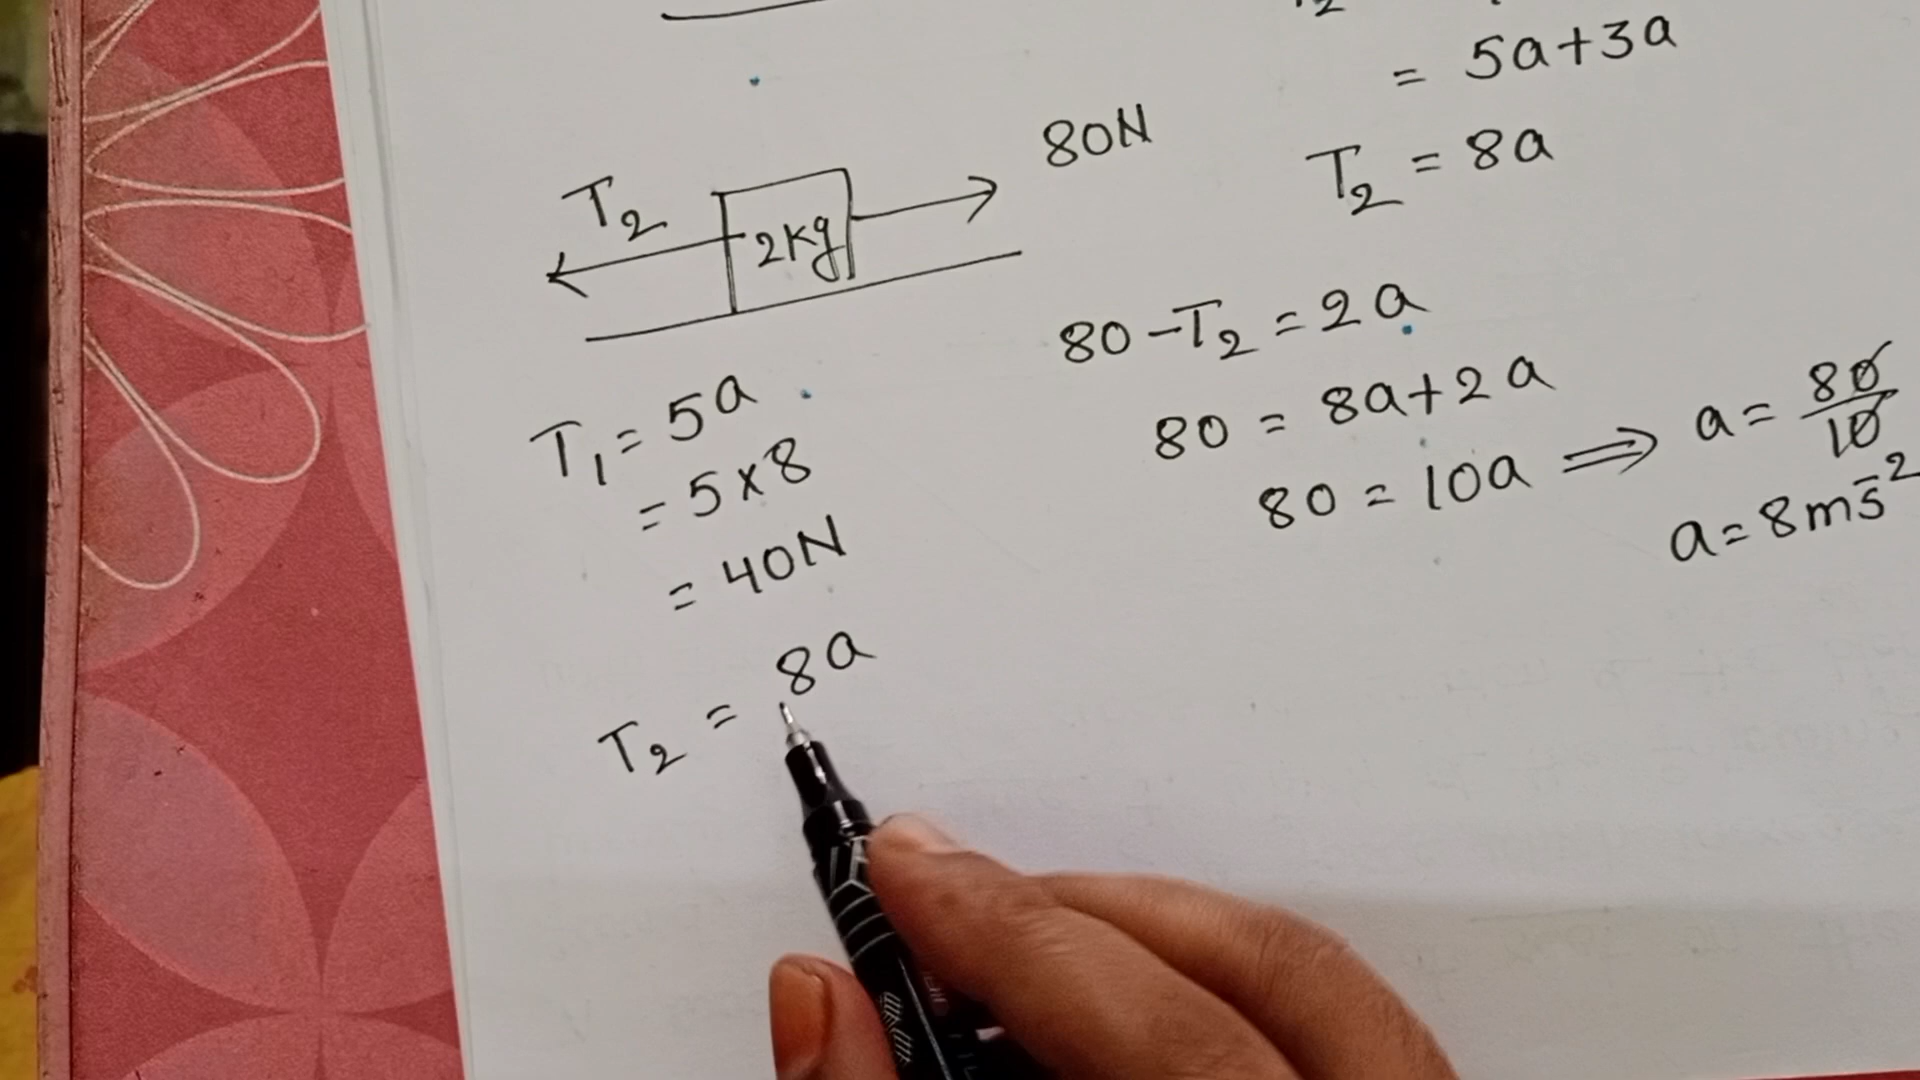 = 5a+3a
T₂ = 8a
80N
T₂
2kg
80 - T₂ = 2a
80 = 8a+2a
80 = 10a ⟹ a = 80/10
a = 8ms⁻²
T₁ = 5a
= 5×8
= 40N
T₂ = 8a